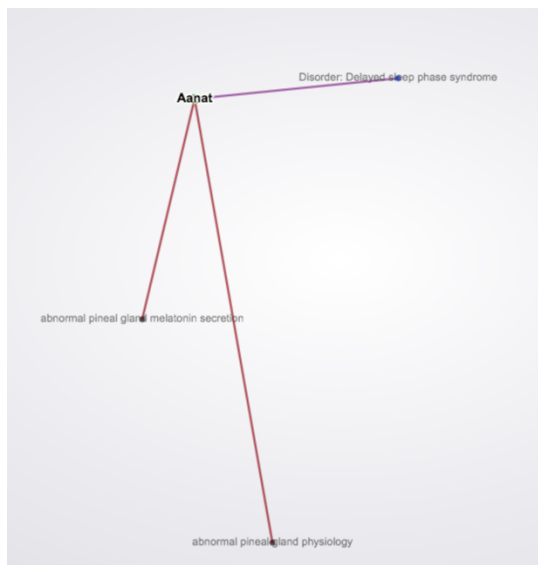 Disorder: Delayed sleep phase syndrome
Aanat
abnormal pineal gland melatonin secretion
abnormal pineal gland physiology